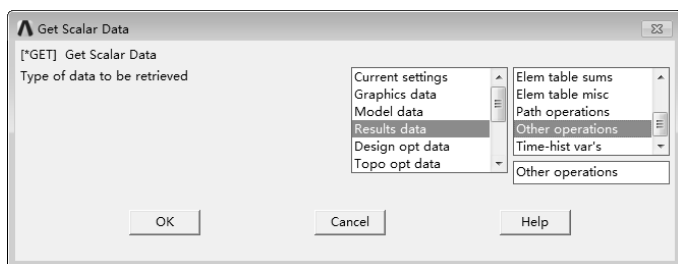 Get Scalar Data
[*GET] Get Scalar Data
Type of data to be retrieved
Current settings
Graphics data
Model data
Results data
Design opt data
Topo opt data
Elem table sums
Elem table misc
Path operations
Other operations
Time-hist var's
Other operations
OK
Cancel
Help